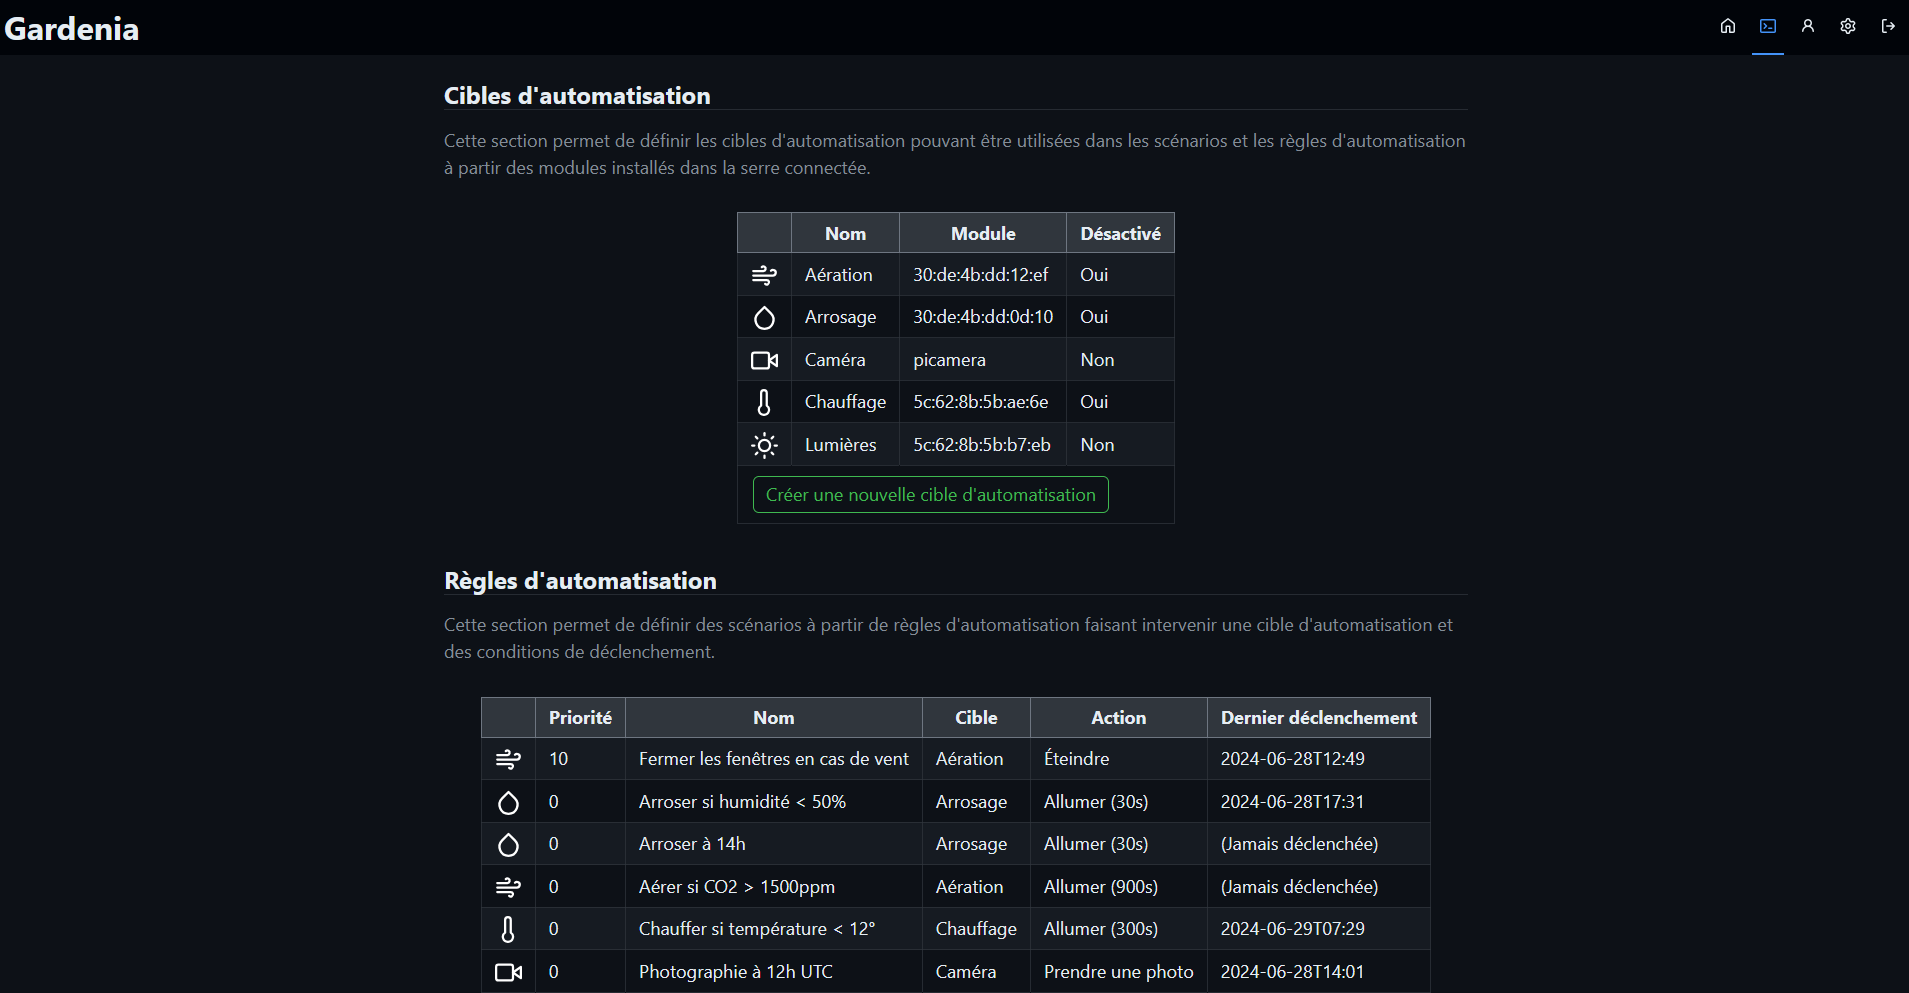 Gardenia
Cibles d'automatisation
Cette section permet de définir les cibles d'automatisation pouvant être utilisées dans les scénarios et les règles d'automatisation
à partir des modules installés dans la serre connectée.
Nom Module Désactivé
Aération 30:de:4b:dd:12:ef Oui
Arrosage 30:de:4b:dd:0d:10 Oui
Caméra picamera Non
Chauffage 5c:62:8b:5b:ae:6e Oui
Lumières 5c:62:8b:5b:b7:eb Non
Créer une nouvelle cible d'automatisation
Règles d'automatisation
Cette section permet de définir des scénarios à partir de règles d'automatisation faisant intervenir une cible d'automatisation et
des conditions de déclenchement.
Priorité Nom Cible Action Dernier déclenchement
10 Fermer les fenêtres en cas de vent Aération Éteindre 2024-06-28T12:49
0 Arroser si humidité < 50% Arrosage Allumer (30s) 2024-06-28T17:31
0 Arroser à 14h Arrosage Allumer (30s) (Jamais déclenchée)
0 Aérer si CO2 > 1500ppm Aération Allumer (900s) (Jamais déclenchée)
0 Chauffer si température < 12° Chauffage Allumer (300s) 2024-06-29T07:29
0 Photographie à 12h UTC Caméra Prendre une photo 2024-06-28T14:01